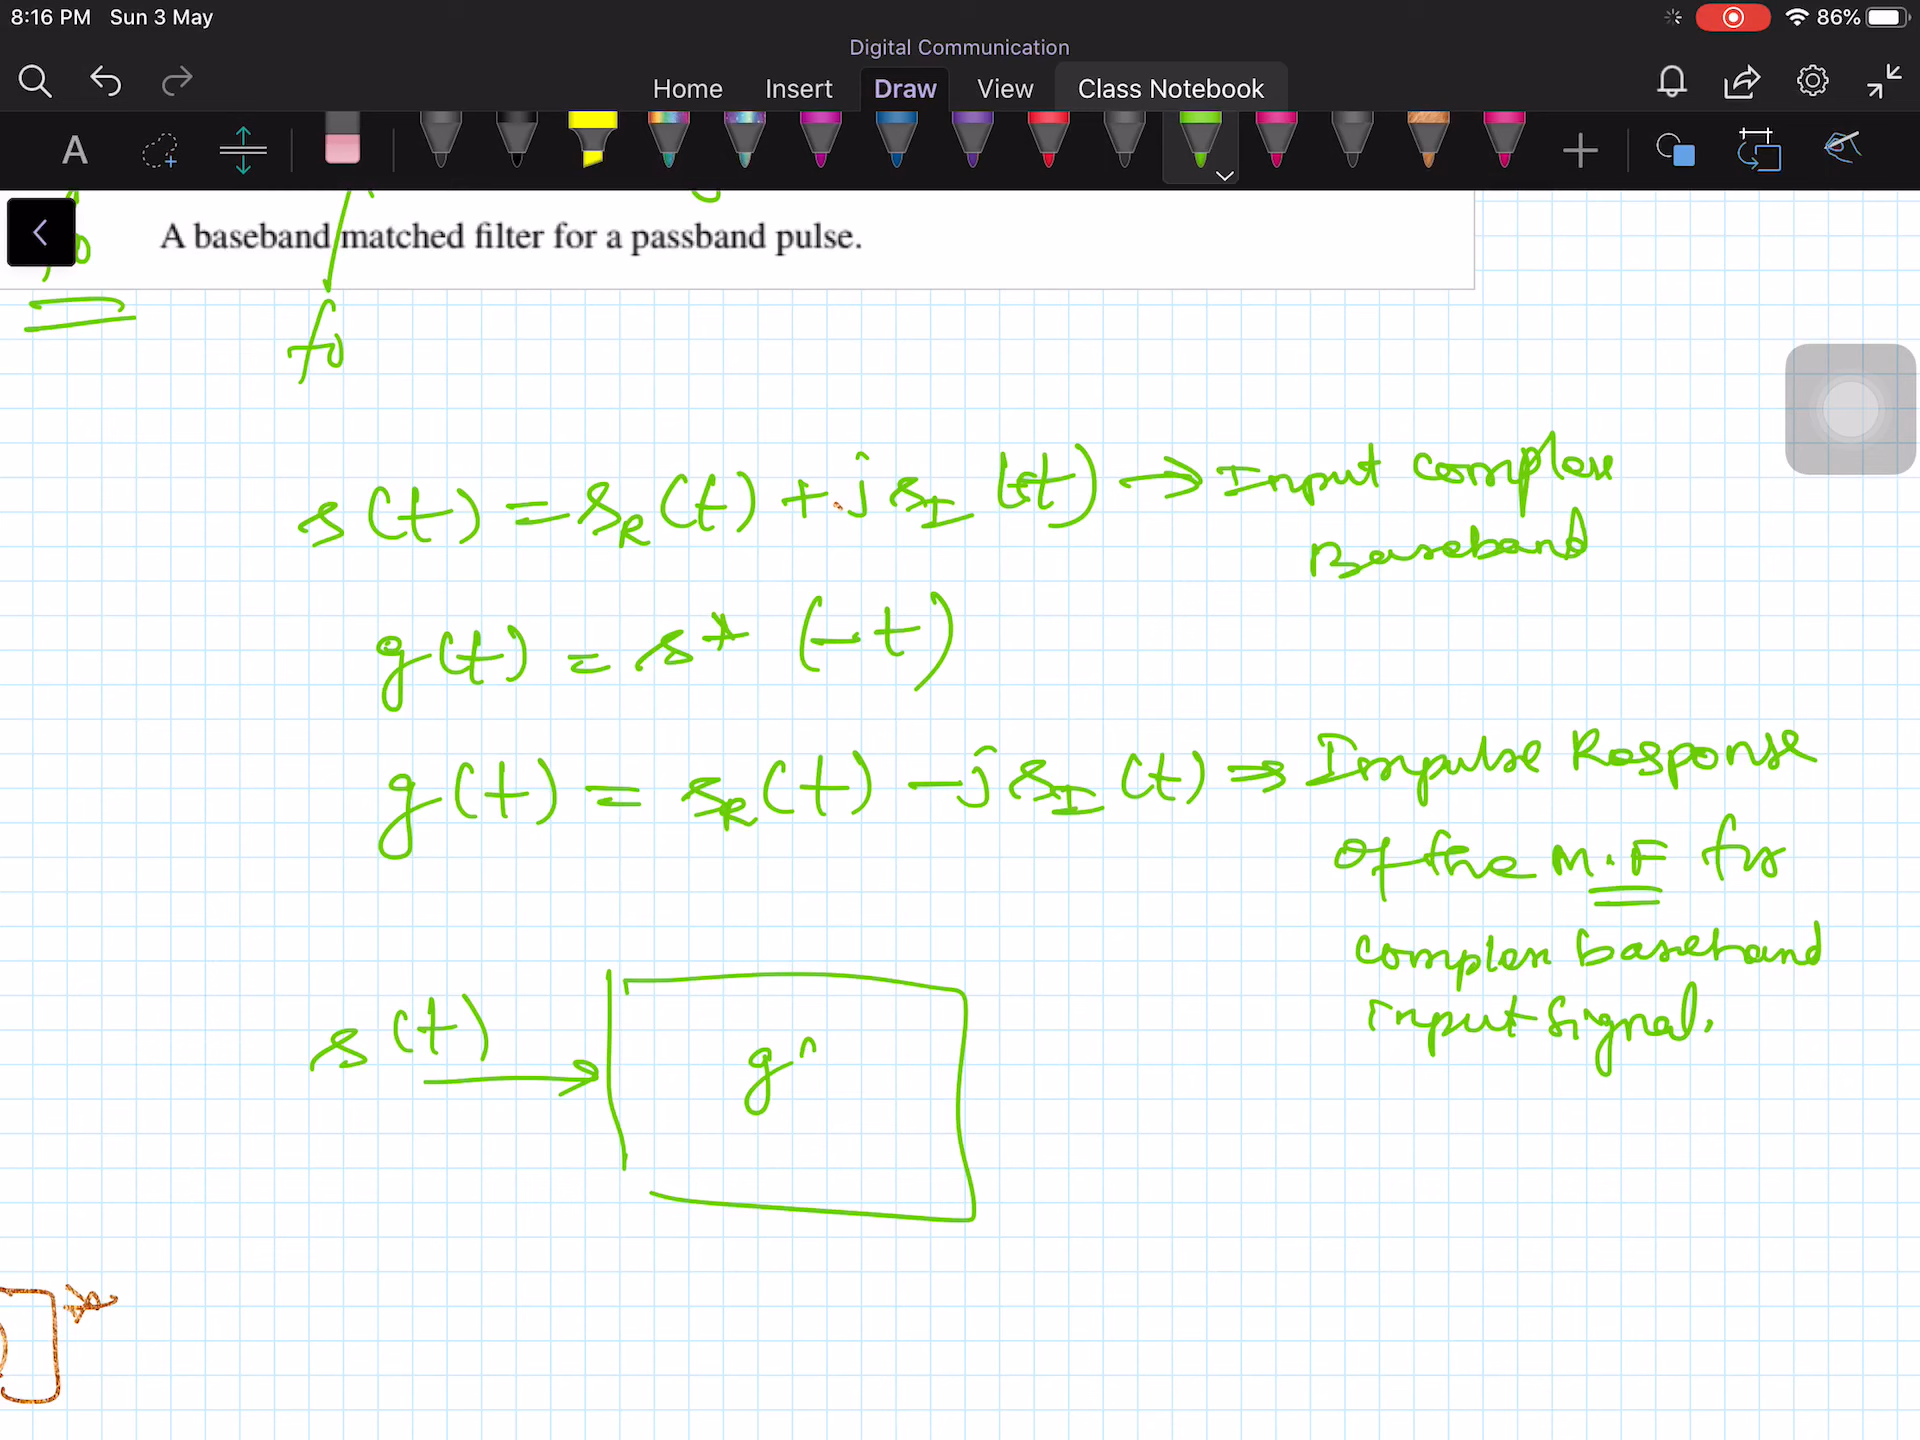 8:16 PM Sun 3 May
86%
Digital Communication
Home Insert Draw View Class Notebook
A
A baseband matched filter for a passband pulse.
f0
s(t) = sR(t) + j sI(t) → Input complex
Baseband
g(t) = s* (-t)
g(t) = sR(t) - j sI(t) ⇒ Impulse Response
of the M.F for
complex baseband
input signal.
s(t)
g